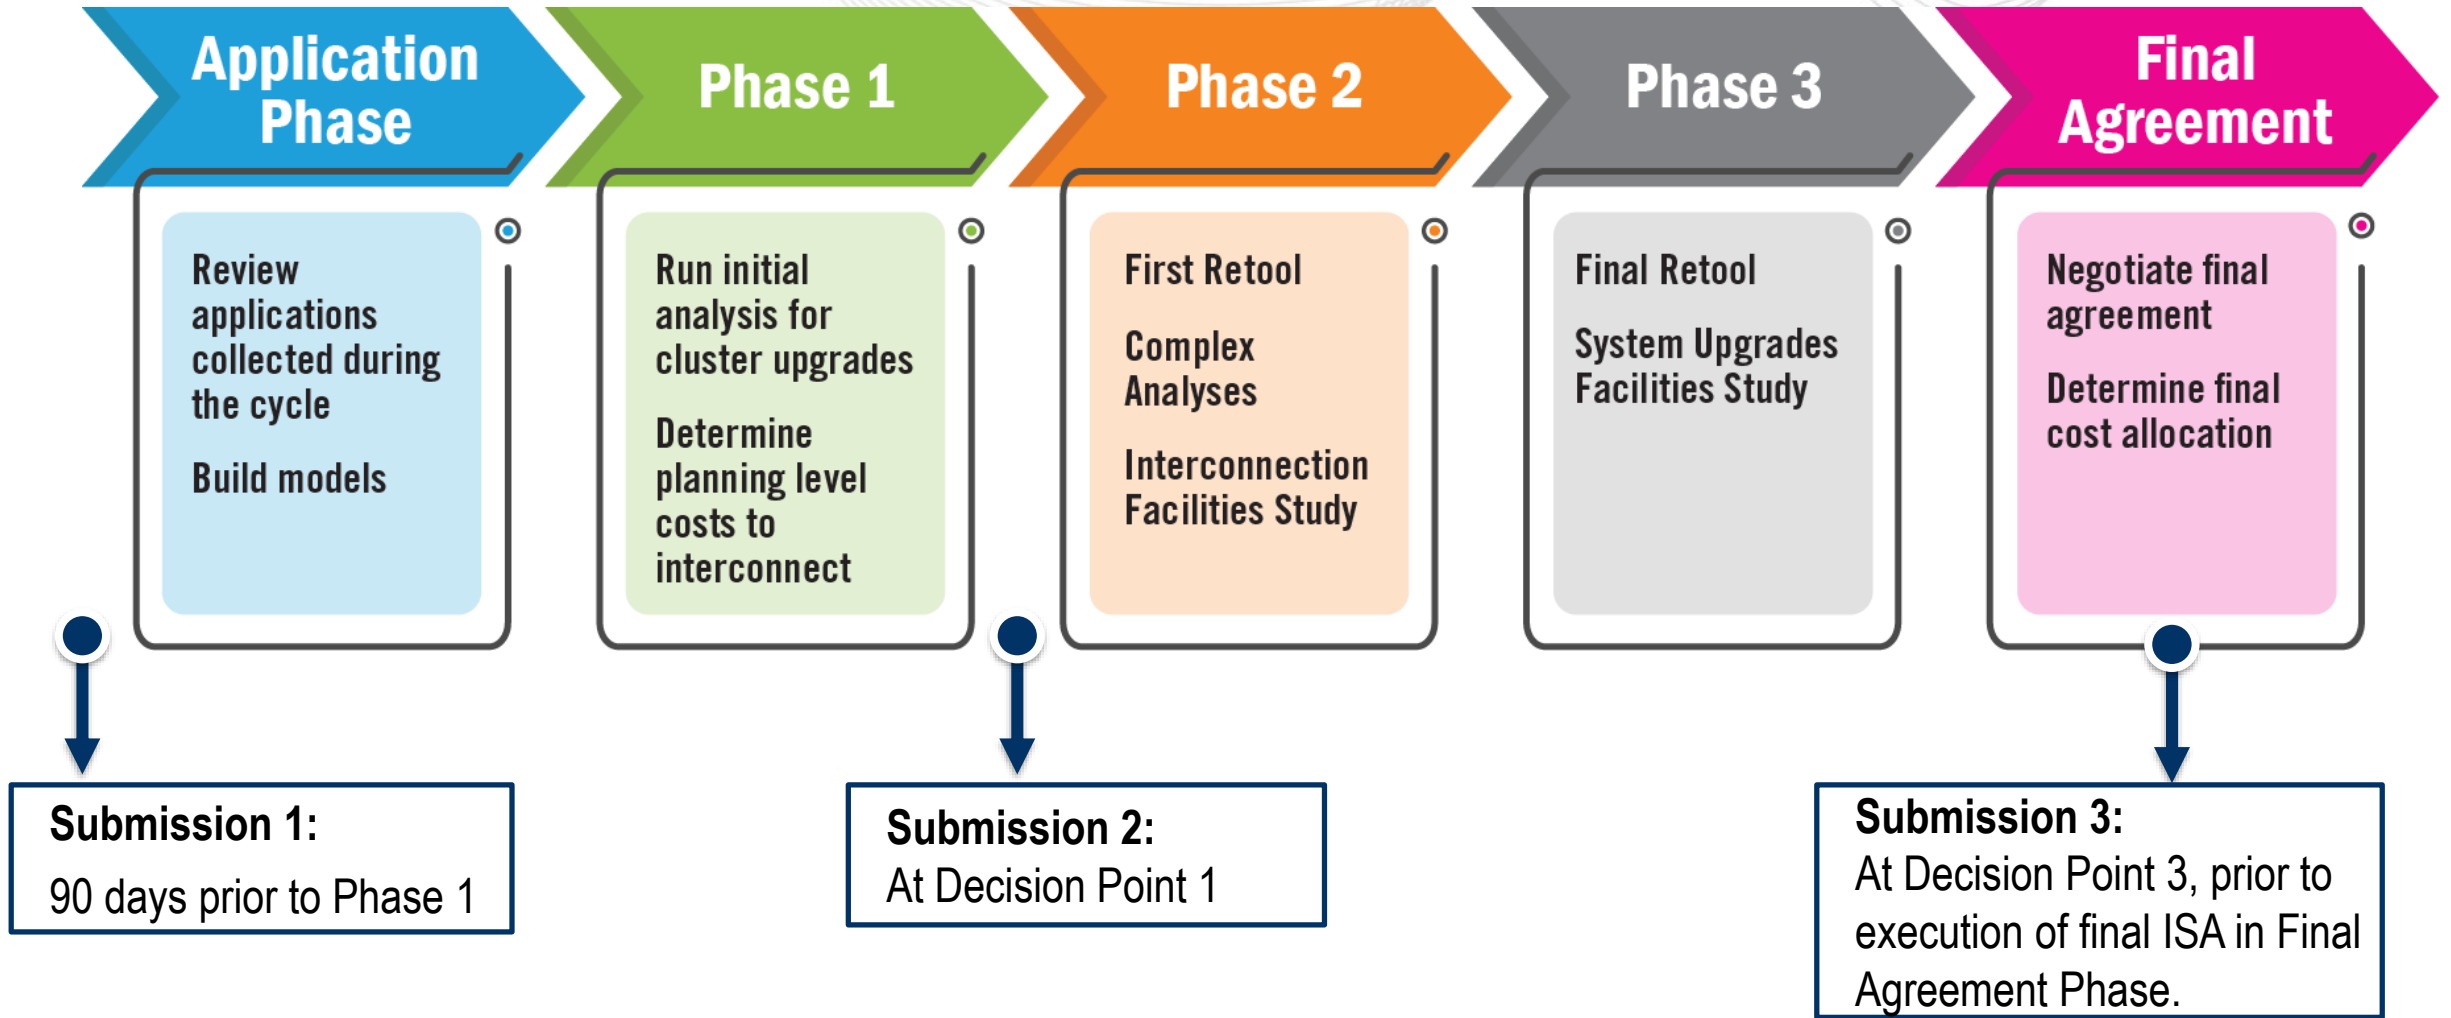 Application
Phase
Phase 1
Phase 2
Phase 3
Final
Agreement
Review
applications
collected during
the cycle
Build models
Run initial
analysis for
cluster upgrades
Determine
planning level
costs to
interconnect
First Retool
Complex
Analyses
Interconnection
Facilities Study
Final Retool
System Upgrades
Facilities Study
Negotiate final
agreement
Determine final
cost allocation
Submission 1:
90 days prior to Phase 1
Submission 2:
At Decision Point 1
Submission 3:
At Decision Point 3, prior to
execution of final ISA in Final
Agreement Phase.